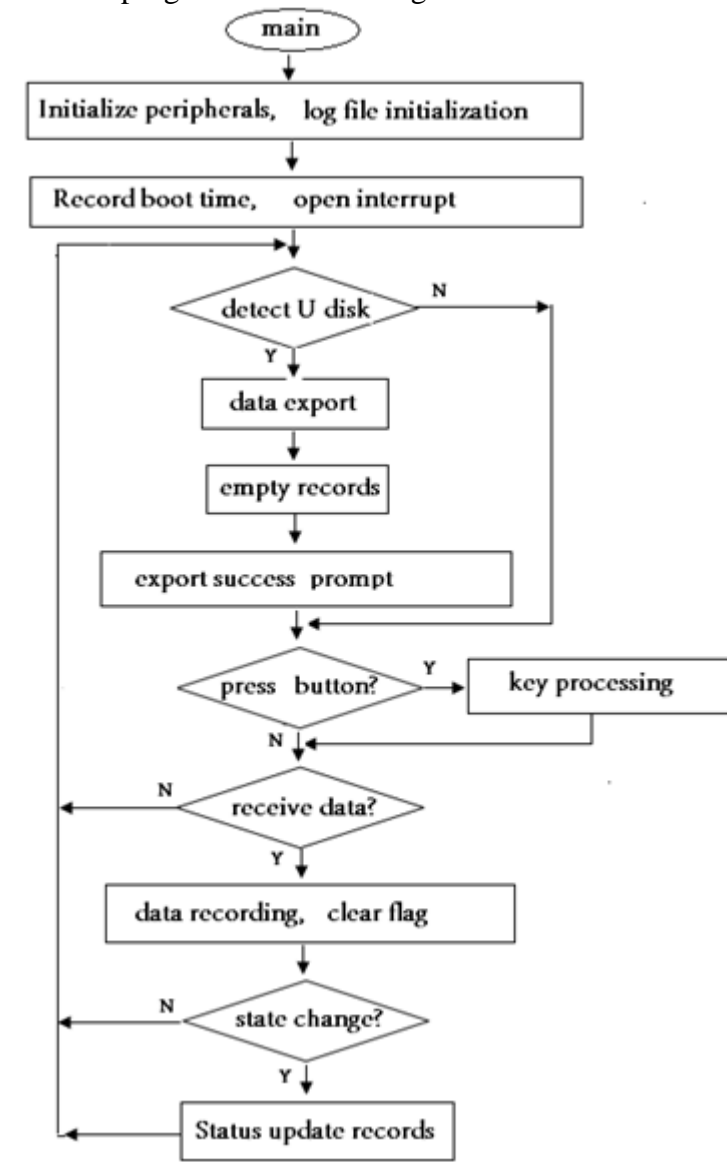 main
Initialize peripherals, log file initialization
Record boot time, open interrupt
detect U disk
N
Y
data export
empty records
export success prompt
press button?
Y
key processing
N
receive data?
N
Y
data recording, clear flag
state change?
N
Y
Status update records